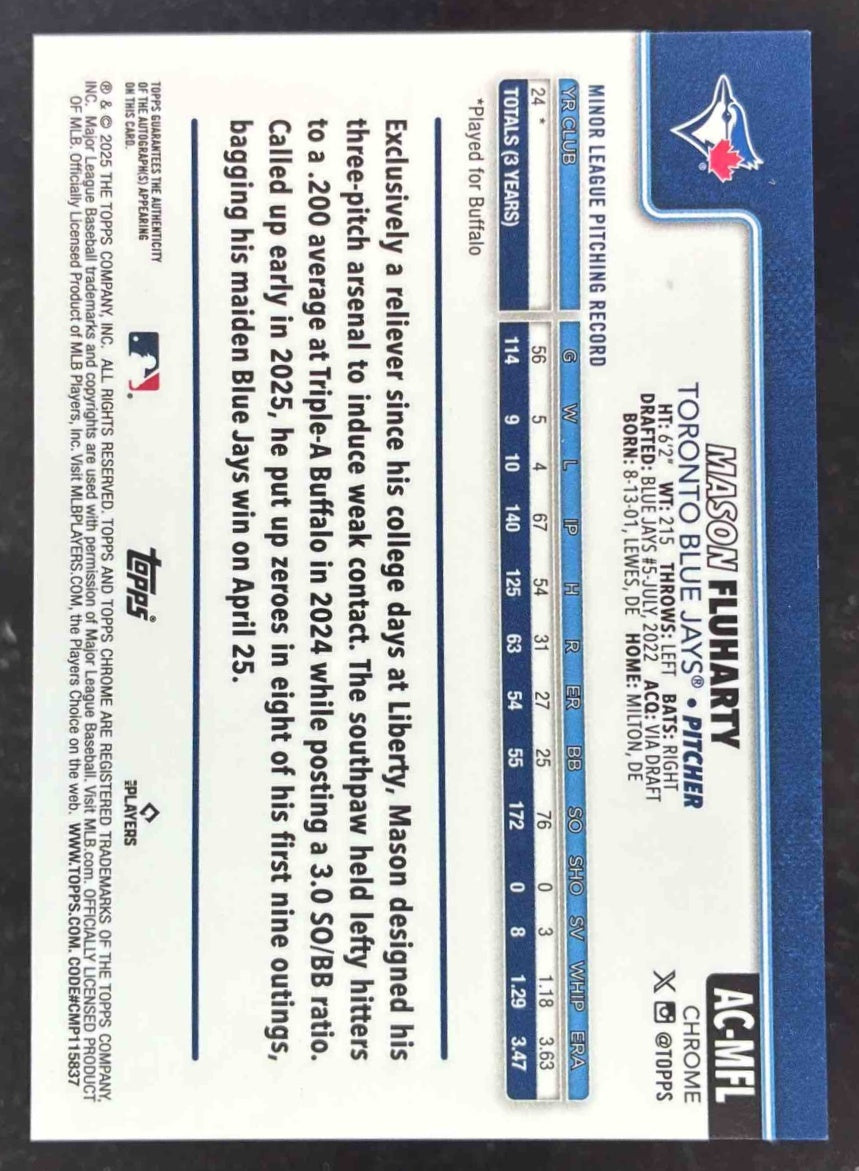 MASON FLUHARTY
TORONTO BLUE JAYS® • PITCHER
HT: 6'2" WT: 215 THROWS: LEFT BATS: RIGHT
DRAFTED: BLUE JAYS #5-JULY, 2022 ACQ: VIA DRAFT
BORN: 8-13-01, LEWES, DE HOME: MILTON, DE
AC-MFL
CHROME
@TOPPS
MINOR LEAGUE PITCHING RECORD
YR CLUB G W L IP H R ER BB SO SHO SV WHIP ERA
24 * 56 5 4 67 54 31 27 25 76 0 3 1.18 3.63
TOTALS (3 YEARS) 114 9 10 140 125 63 54 55 172 0 8 1.29 3.47
*Played for Buffalo
Exclusively a reliever since his college days at Liberty, Mason designed his
three-pitch arsenal to induce weak contact. The southpaw held lefty hitters
to a .200 average at Triple-A Buffalo in 2024 while posting a 3.0 SO/BB ratio.
Called up early in 2025, he put up zeroes in eight of his first nine outings,
bagging his maiden Blue Jays win on April 25.
TOPPS GUARANTEES THE AUTHENTICITY
OF THE AUTOGRAPH(S) APPEARING
ON THIS CARD.
topps®
MLB PLAYERS
® & © 2025 THE TOPPS COMPANY, INC. ALL RIGHTS RESERVED. TOPPS AND TOPPS CHROME ARE REGISTERED TRADEMARKS OF THE TOPPS COMPANY,
INC. Major League Baseball trademarks and copyrights are used with permission of Major League Baseball. Visit MLB.com. OFFICIALLY LICENSED PRODUCT
OF MLB. Officially Licensed Product of MLB Players, Inc. Visit MLBPLAYERS.COM, the Players Choice on the web. WWW.TOPPS.COM. CODE#CMP115837